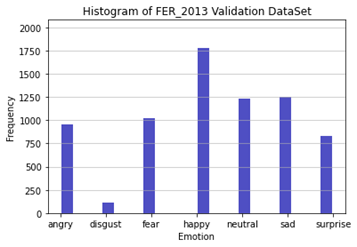 Histogram of FER_2013 Validation DataSet
2000
1750
1500
1250
1000
750
500
250
0
Frequency
angry disgust fear happy neutral sad surprise
Emotion